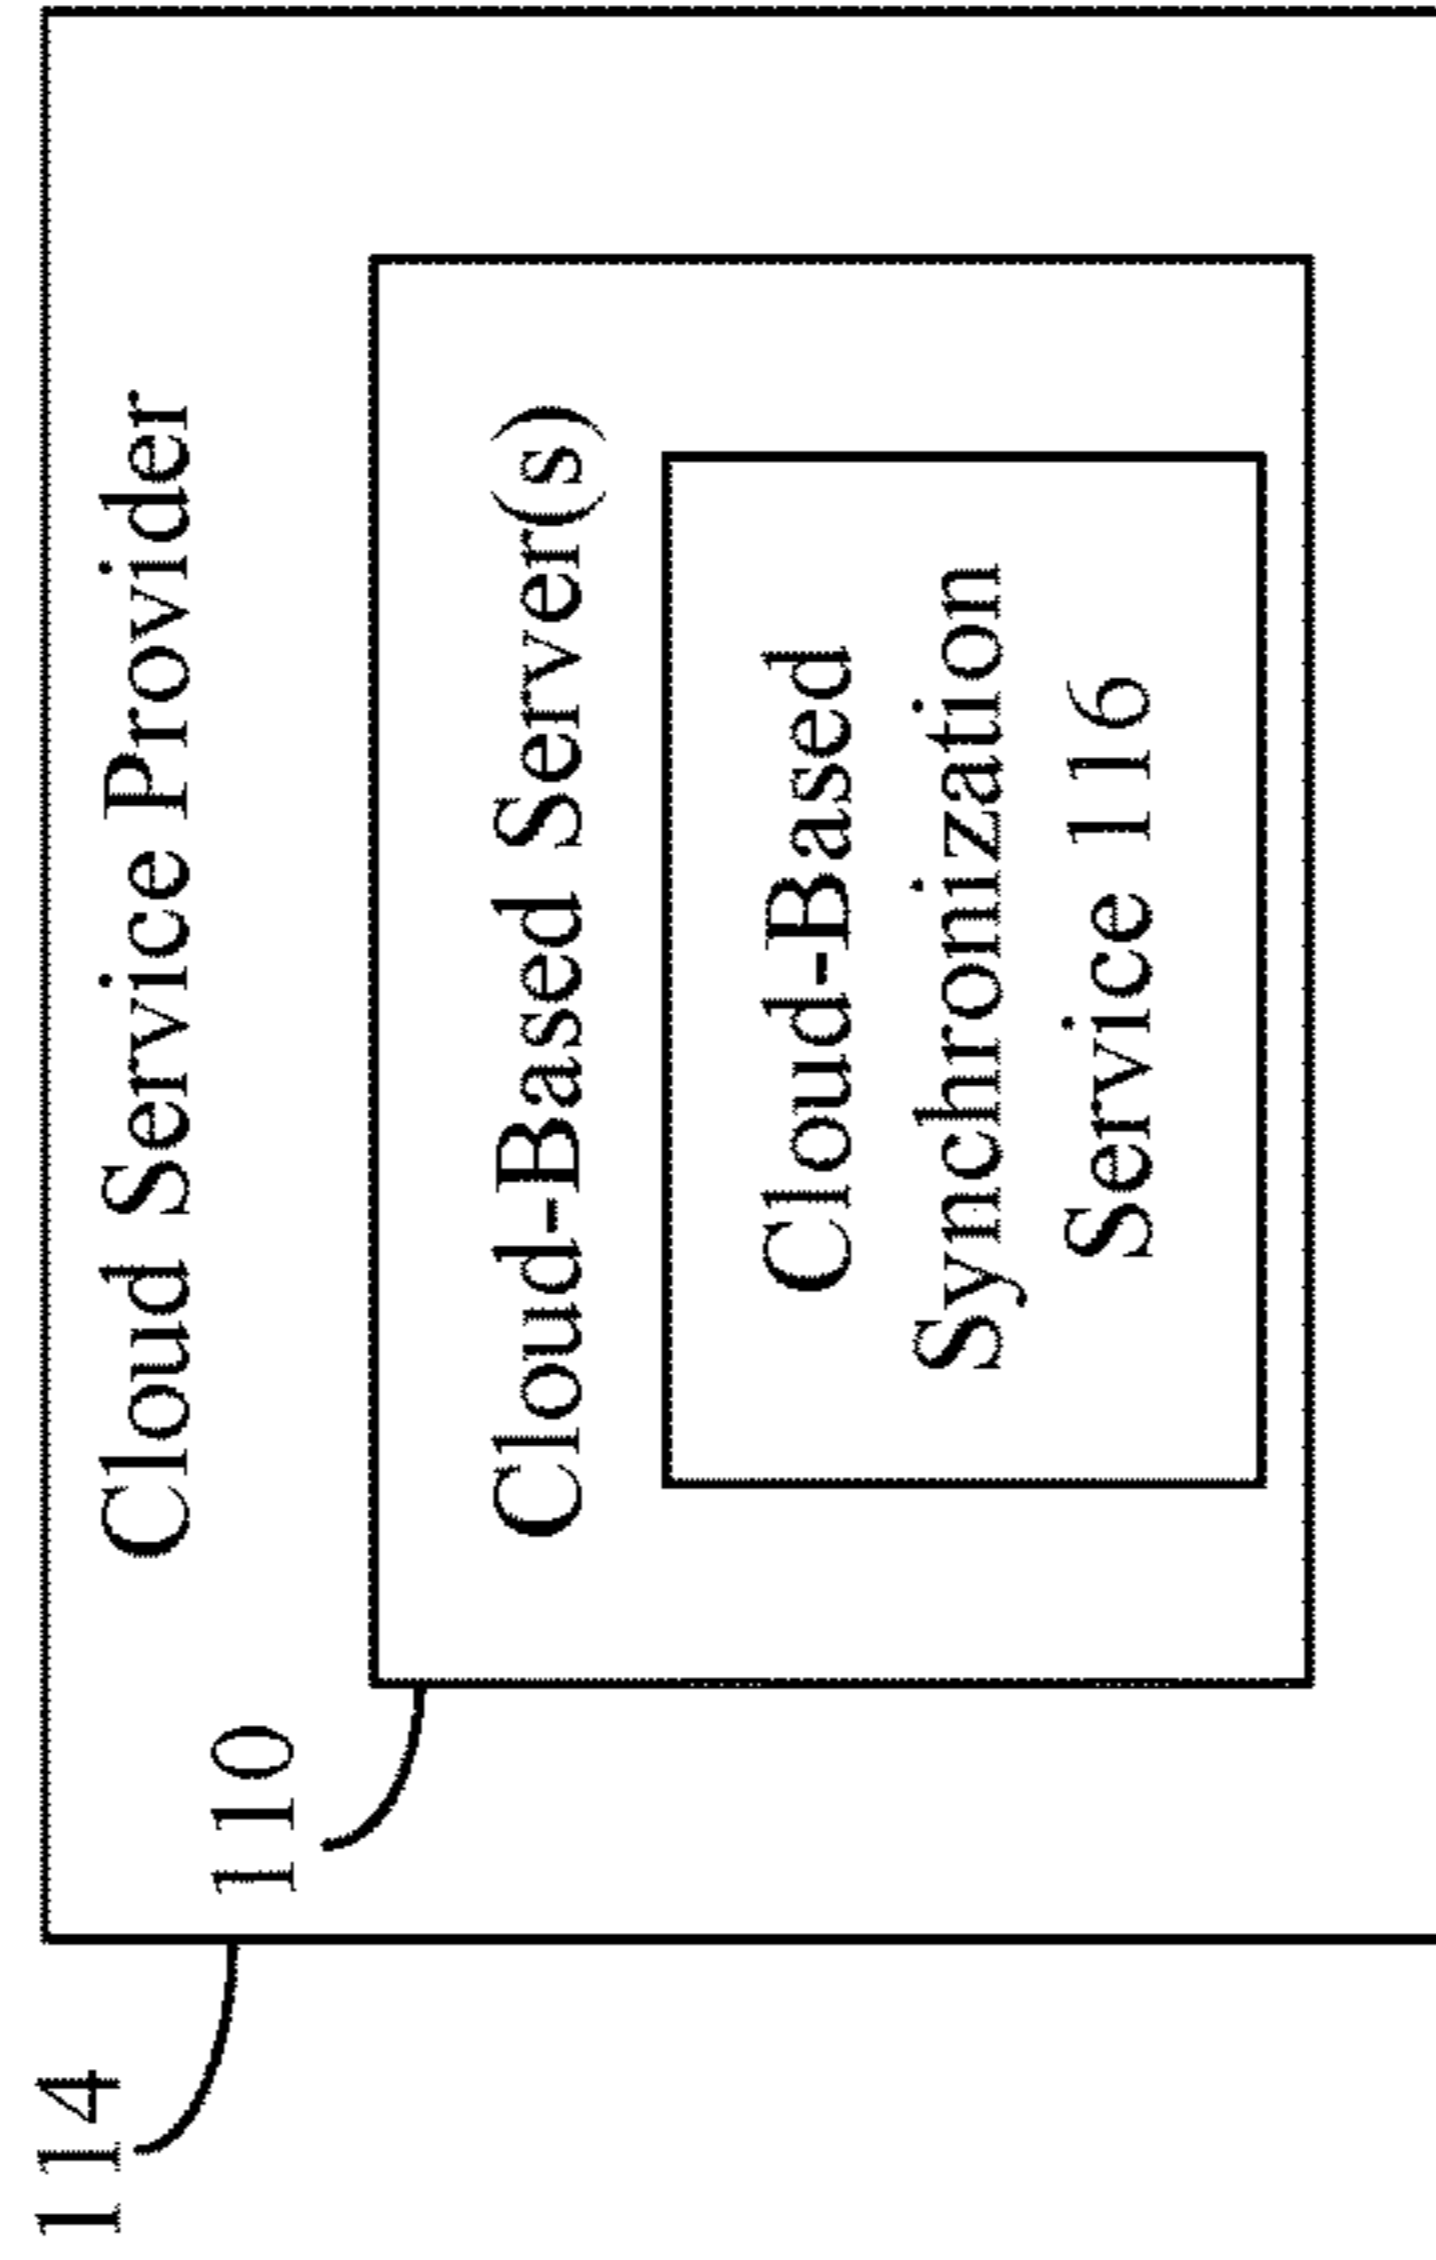 114
Cloud Service Provider
110
Cloud-Based Server(s)
Cloud-Based
Synchronization
Service 116